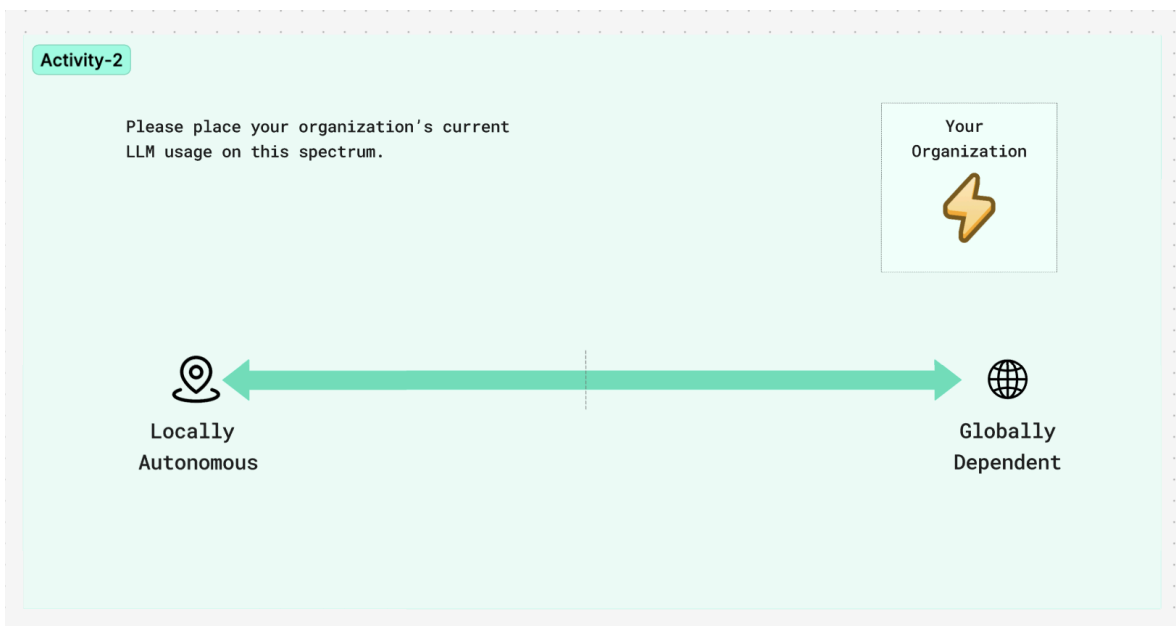 Activity-2
Please place your organization's current
LLM usage on this spectrum.
Your
Organization
Locally
Autonomous
Globally
Dependent